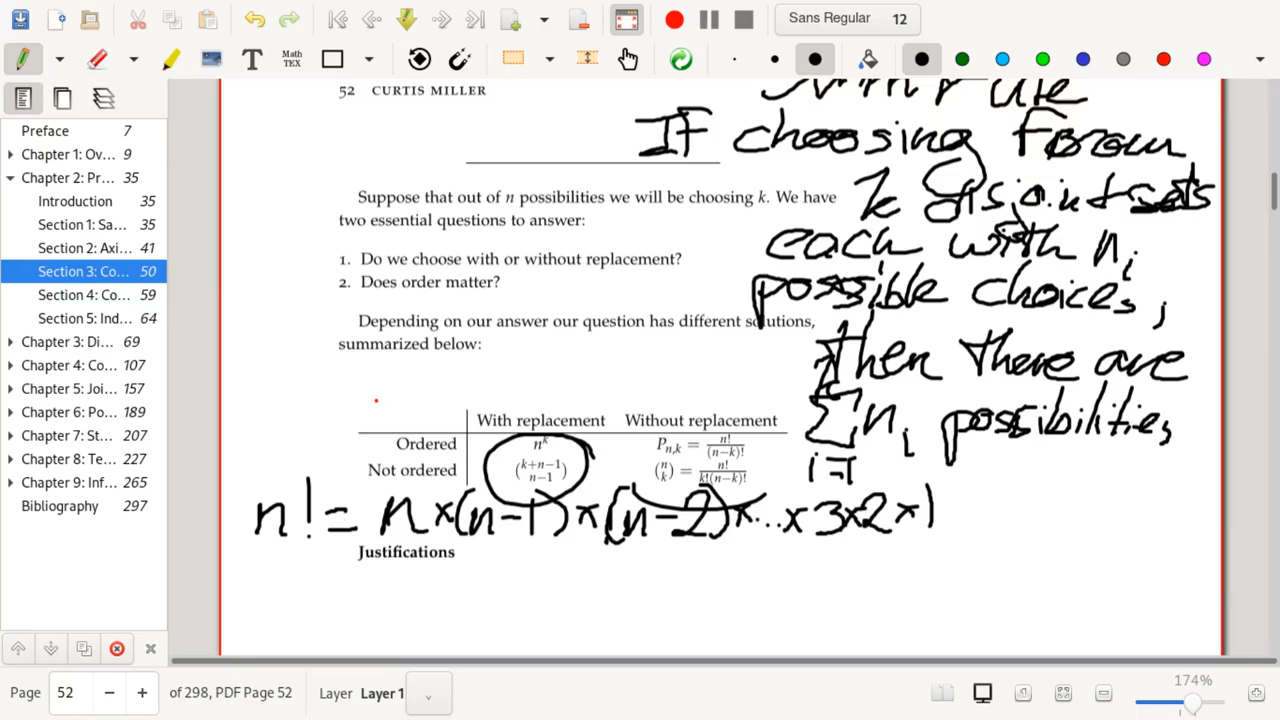 Sans Regular 12
T Math TEX
Preface 7
Chapter 1: Ov... 9
Chapter 2: Pr... 35
Introduction 35
Section 1: Sa... 35
Section 2: Axi... 41
Section 3: Co... 50
Section 4: Co... 59
Section 5: Ind... 64
Chapter 3: Di... 69
Chapter 4: Co... 107
Chapter 5: Joi... 157
Chapter 6: Po... 189
Chapter 7: St... 207
Chapter 8: Te... 227
Chapter 9: Inf... 265
Bibliography 297
52 CURTIS MILLER
If choosing from
k disjoint sets
each with n_i
possible choices,
then there are
∑ n_i possibilities
i=1
Suppose that out of n possibilities we will be choosing k. We have
two essential questions to answer:
1. Do we choose with or without replacement?
2. Does order matter?
Depending on our answer our question has different solutions,
summarized below:
With replacement Without replacement
Ordered n^k P_{n,k} = n!/(n−k)!
Not ordered (k+n−1 n−1) (n k) = n!/k!(n−k)!
n! = n×(n-1)×(n-2)×...×3×2×1
Justifications
Page 52 − + of 298, PDF Page 52 Layer Layer 1
174%